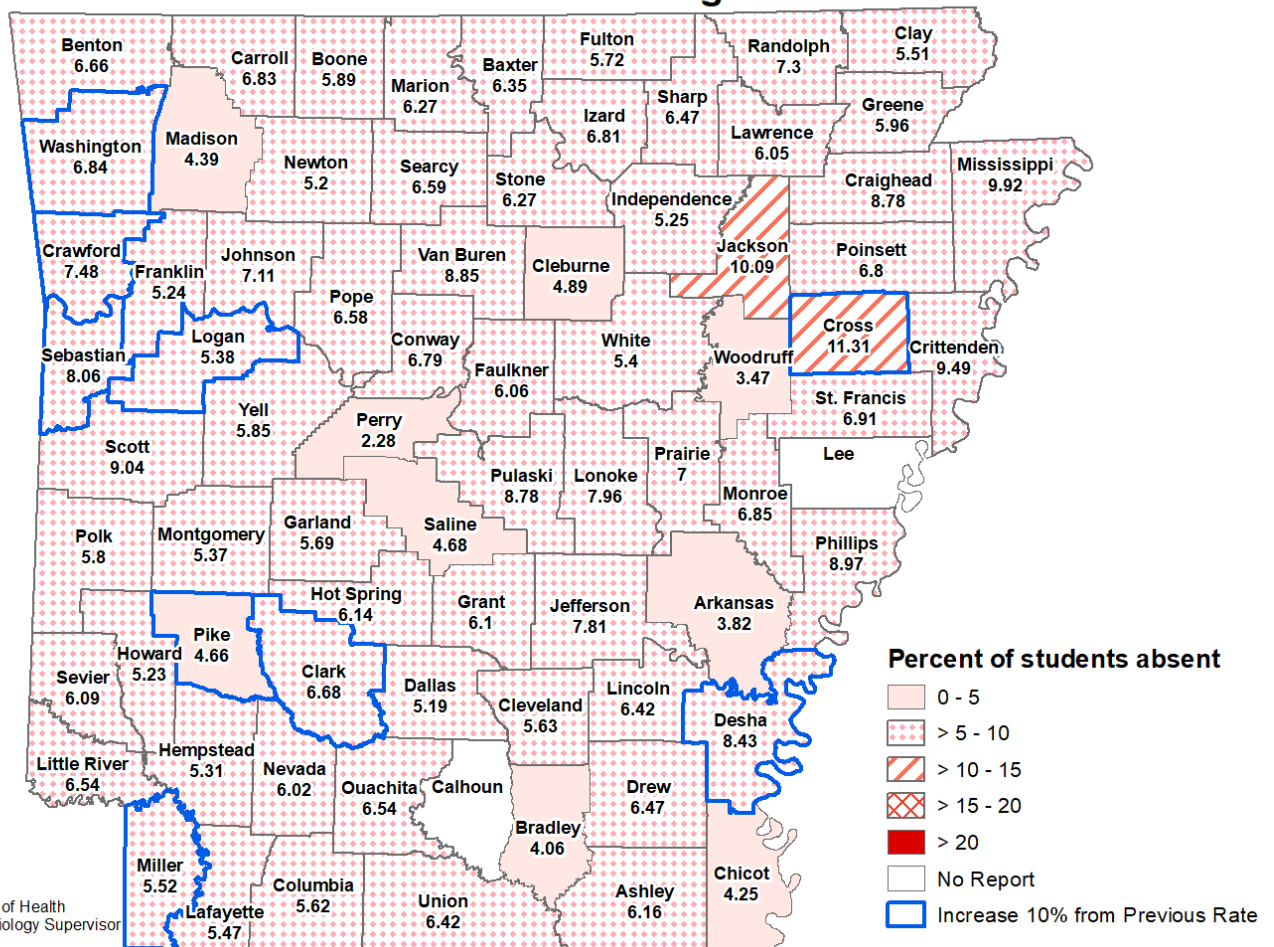 g
Benton
6.66
Carroll
6.83
Boone
5.89
Marion
6.27
Baxter
6.35
Fulton
5.72
Randolph
7.3
Clay
5.51
Izard
6.81
Sharp
6.47
Lawrence
6.05
Greene
5.96
Washington
6.84
Madison
4.39
Newton
5.2
Searcy
6.59
Stone
6.27
Independence
5.25
Craighead
8.78
Mississippi
9.92
Crawford
7.48
Franklin
5.24
Johnson
7.11
Van Buren
8.85
Cleburne
4.89
Jackson
10.09
Poinsett
6.8
Pope
6.58
Sebastian
8.06
Logan
5.38
Conway
6.79
Faulkner
6.06
White
5.4
Woodruff
3.47
Cross
11.31
Crittenden
9.49
St. Francis
6.91
Yell
5.85
Perry
2.28
Scott
9.04
Pulaski
8.78
Lonoke
7.96
Prairie
7
Monroe
6.85
Lee
Polk
5.8
Montgomery
5.37
Garland
5.69
Saline
4.68
Phillips
8.97
Hot Spring
6.14
Grant
6.1
Jefferson
7.81
Arkansas
3.82
Pike
4.66
Howard
5.23
Sevier
6.09
Clark
6.68
Dallas
5.19
Cleveland
5.63
Lincoln
6.42
Desha
8.43
Little River
6.54
Hempstead
5.31
Nevada
6.02
Ouachita
6.54
Calhoun
Bradley
4.06
Drew
6.47
Miller
5.52
Lafayette
5.47
Columbia
5.62
Union
6.42
Ashley
6.16
Chicot
4.25
Percent of students absent
0 - 5
> 5 - 10
> 10 - 15
> 15 - 20
> 20
No Report
Increase 10% from Previous Rate
of Health
iology Supervisor